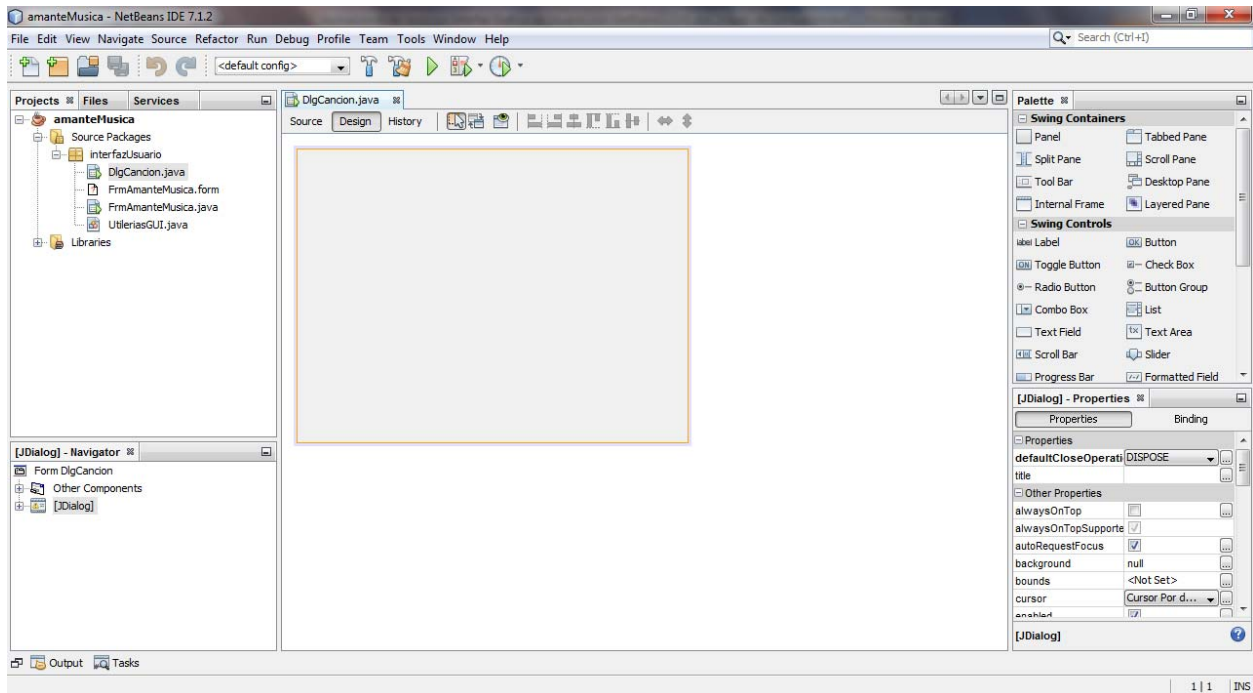 amanteMusica - NetBeans IDE 7.1.2
File Edit View Navigate Source Refactor Run Debug Profile Team Tools Window Help
Search (Ctrl+I)
<default config>
Projects Files Services
amanteMusica
Source Packages
interfazUsuario
DlgCancion.java
FrmAmanteMusica.form
FrmAmanteMusica.java
UtileriasGUI.java
Libraries
[JDialog] - Navigator
Form DlgCancion
Other Components
[JDialog]
DlgCancion.java
Source Design History
Palette
Swing Containers
Panel Tabbed Pane
Split Pane Scroll Pane
Tool Bar Desktop Pane
Internal Frame Layered Pane
Swing Controls
label Label OK Button
ON Toggle Button Check Box
Radio Button Button Group
Combo Box List
Text Field Text Area
Scroll Bar Slider
Progress Bar Formatted Field
[JDialog] - Properties
Properties Binding
Properties
defaultCloseOperati DISPOSE
title
Other Properties
alwaysOnTop
alwaysOnTopSupporte
autoRequestFocus
background null
bounds <Not Set>
cursor Cursor Por d...
enabled
[JDialog]
Output Tasks
1 | 1 INS